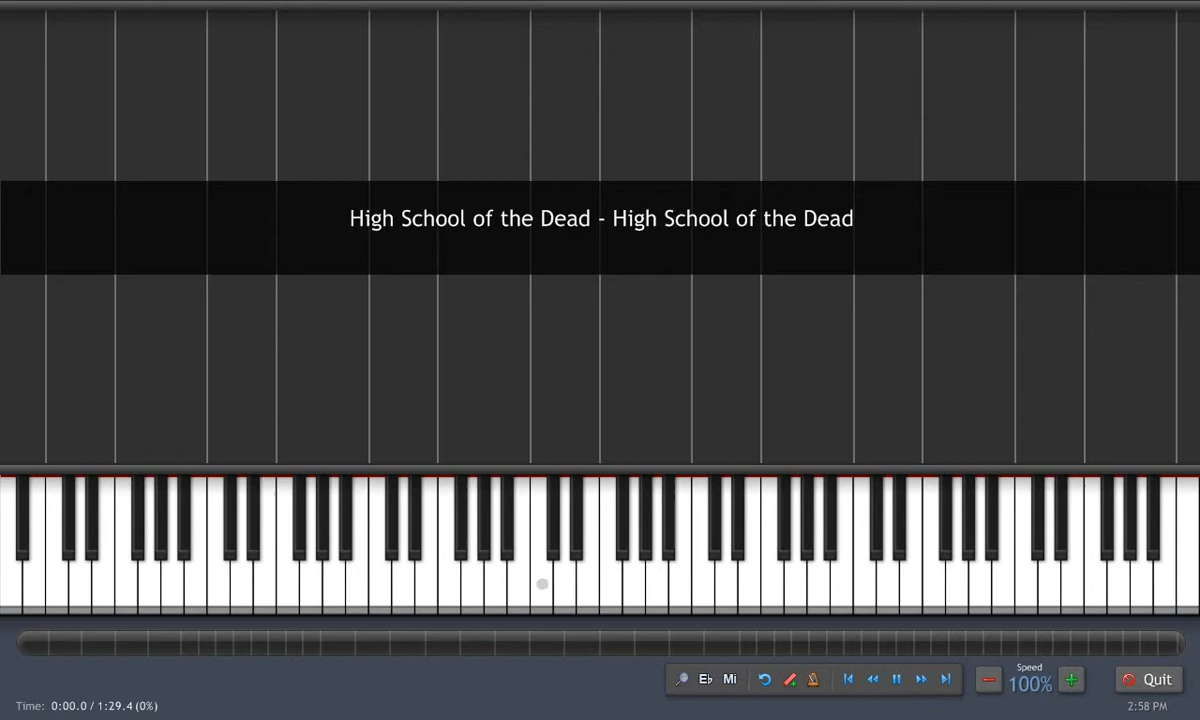 High School of the Dead - High School of the Dead
E♭ Mi
Speed
100%
Quit
Time: 0:00.0 / 1:29.4 (0%)
2:58 PM